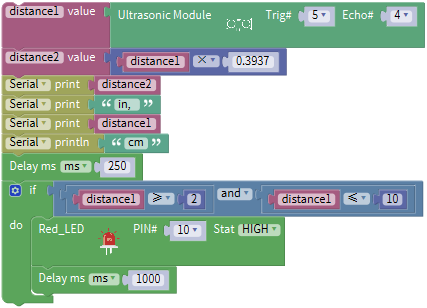 distance1 value Ultrasonic Module Trig# 5 Echo# 4
distance2 value distance1 × 0.3937
Serial print distance2
Serial print “ in, ”
Serial print distance1
Serial println “ cm ”
Delay ms ms 250
if distance1 ≥ 2 and distance1 ≤ 10
do Red_LED PIN# 10 Stat HIGH
Delay ms ms 1000